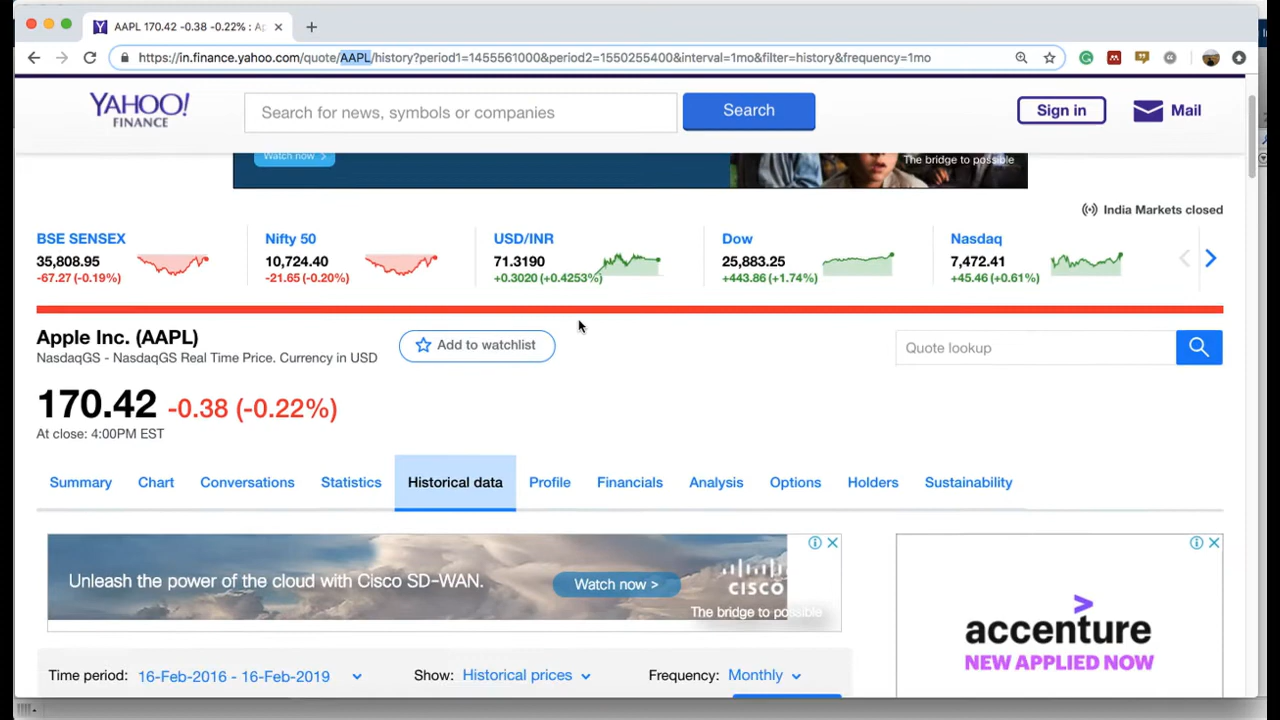 AAPL 170.42 -0.38 -0.22% : Ap
https://in.finance.yahoo.com/quote/AAPL/history?period1=1455561000&period2=1550255400&interval=1mo&filter=history&frequency=1mo
YAHOO!
FINANCE
Search for news, symbols or companies
Search
Sign in
Mail
Watch now >
The bridge to possible
India Markets closed
BSE SENSEX
35,808.95
-67.27 (-0.19%)
Nifty 50
10,724.40
-21.65 (-0.20%)
USD/INR
71.3190
+0.3020 (+0.4253%)
Dow
25,883.25
+443.86 (+1.74%)
Nasdaq
7,472.41
+45.46 (+0.61%)
Apple Inc. (AAPL)
NasdaqGS - NasdaqGS Real Time Price. Currency in USD
Add to watchlist
Quote lookup
170.42 -0.38 (-0.22%)
At close: 4:00PM EST
Summary Chart Conversations Statistics Historical data Profile Financials Analysis Options Holders Sustainability
Unleash the power of the cloud with Cisco SD-WAN.
Watch now >
CISCO
The bridge to possible
accenture
NEW APPLIED NOW
Time period: 16-Feb-2016 - 16-Feb-2019 Show: Historical prices Frequency: Monthly